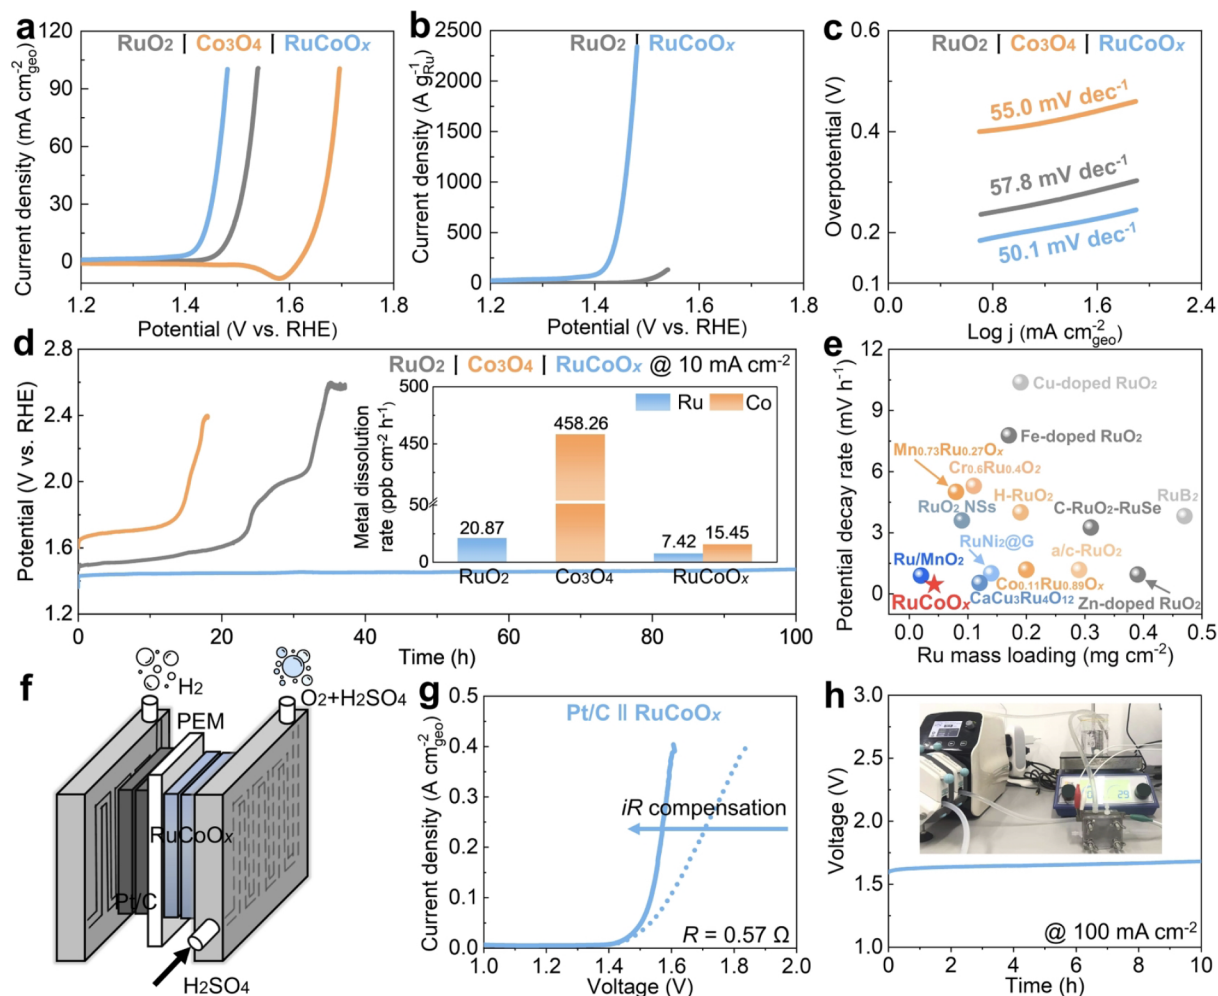 a
RuO2 | Co3O4 | RuCoOx
Current density (mA cm-2geo)
120
90
60
30
0
1.2 1.4 1.6 1.8
Potential (V vs. RHE)
b
RuO2 | RuCoOx
Current density (A g-1Ru)
2500
2000
1500
1000
500
0
1.2 1.4 1.6 1.8
Potential (V vs. RHE)
c
RuO2 | Co3O4 | RuCoOx
Overpotential (V)
0.4
0.2
0.1
55.0 mV dec-1
57.8 mV dec-1
50.1 mV dec-1
0.0 0.8 1.6 2.4
Log j (mA cm-2geo)
d
RuO2 | Co3O4 | RuCoOx @ 10 mA cm-2
Potential (V vs. RHE)
2.8
2.4
2.0
1.6
1.2
0 20 40 60 80 100
Time (h)
Metal dissolution
rate (ppb cm-2 h-1)
500
450
50
50
0
Ru Co
20.87
458.26
7.42
15.45
RuO2 Co3O4 RuCoOx
e
Potential decay rate (mV h-1)
12
9
6
3
0
Cu-doped RuO2
Fe-doped RuO2
Mn0.73Ru0.27Ox
Cr0.6Ru0.4O2
H-RuO2
RuB2
RuO2 NSs
C-RuO2-RuSe
RuNi2@G
a/c-RuO2
Ru/MnO2
Co0.11Ru0.89Ox
RuCoOx
CaCu3Ru4O12
Zn-doped RuO2
0.0 0.1 0.2 0.3 0.4 0.5
Ru mass loading (mg cm-2)
f
H2
O2+H2SO4
PEM
RuCoOx
Pt/C
H2SO4
g
Pt/C || RuCoOx
Current density (A cm-2geo)
0.5
0.4
0.3
0.2
0.1
0.0
iR compensation
R = 0.57 Ω
1.0 1.2 1.4 1.6 1.8 2.0
Voltage (V)
h
Voltage (V)
3.0
2.5
2.0
1.5
1.0
@ 100 mA cm-2
0 2 4 6 8 10
Time (h)